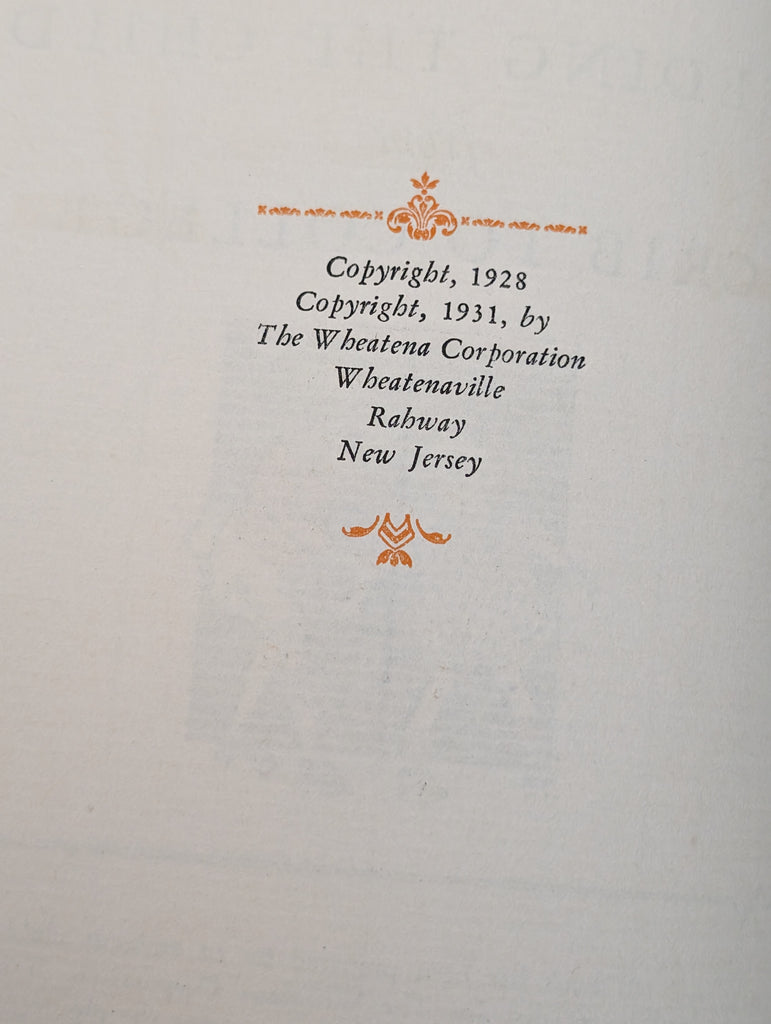 Copyright, 1928
Copyright, 1931, by
The Wheatena Corporation
Wheatenaville
Rahway
New Jersey